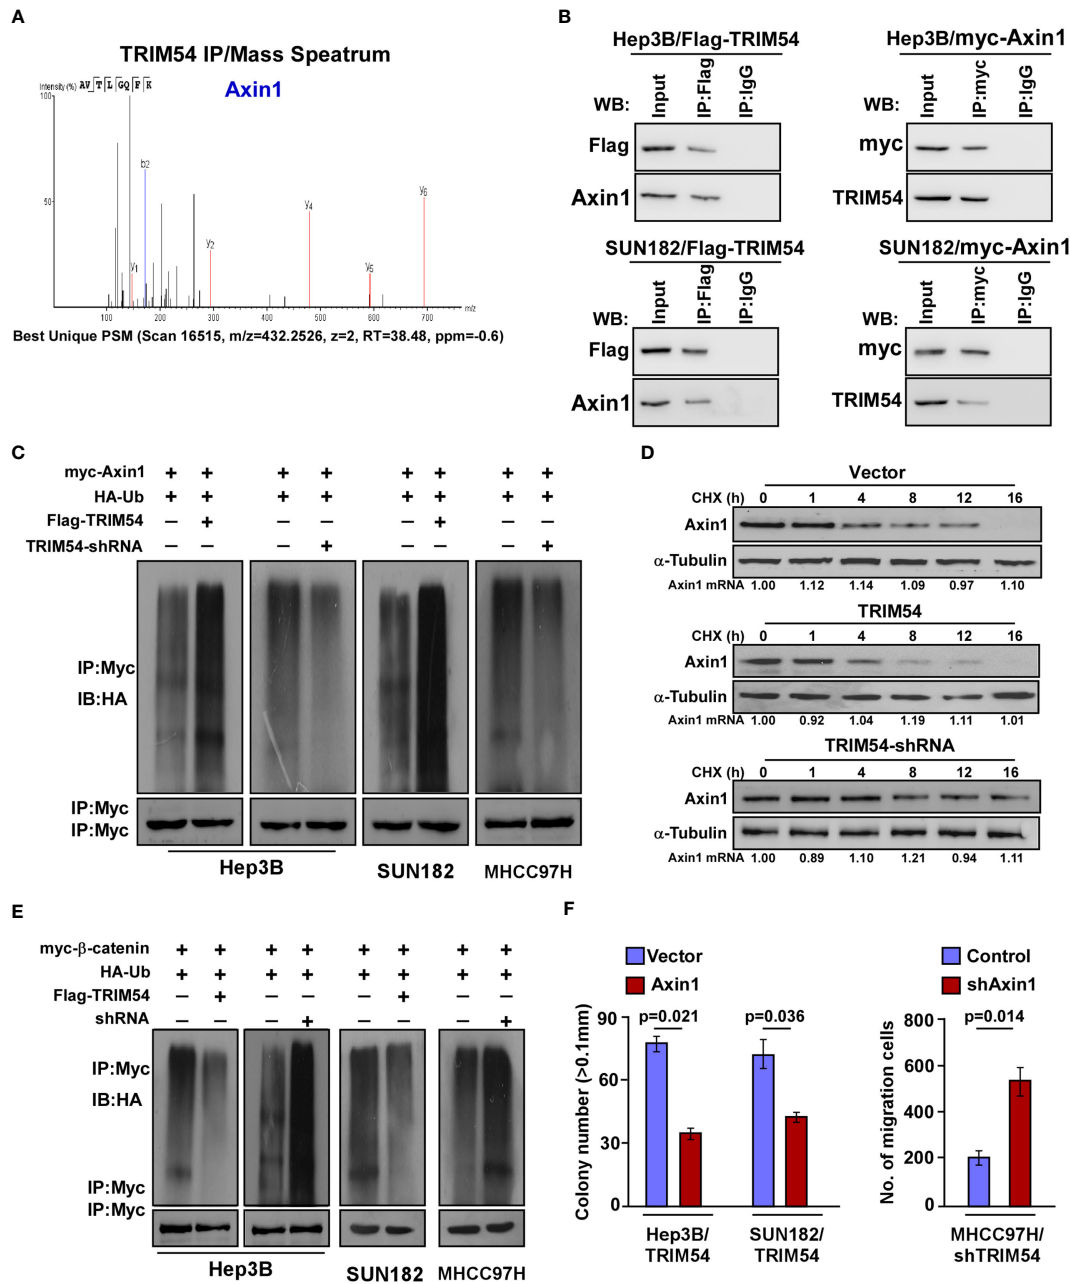 A
TRIM54 IP/Mass Speatrum
Axin1
Intensity (%)
AV T L GQ F K
100
50
b2
y1
y2
y4
y5
y6
100 200 300 400 500 600 700 m/z
Best Unique PSM (Scan 16515, m/z=432.2526, z=2, RT=38.48, ppm=-0.6)
B
Hep3B/Flag-TRIM54
WB: Input IP:Flag IP:IgG
Flag
Axin1
Hep3B/myc-Axin1
WB: Input IP:myc IP:IgG
myc
TRIM54
SUN182/Flag-TRIM54
WB: Input IP:Flag IP:IgG
Flag
Axin1
SUN182/myc-Axin1
WB: Input IP:myc IP:IgG
myc
TRIM54
C
myc-Axin1 + + + + + + + +
HA-Ub + + + + + + + +
Flag-TRIM54 – + – – – + – –
TRIM54-shRNA – – – + – – – +
IP:Myc
IB:HA
IP:Myc
IP:Myc
Hep3B
SUN182
MHCC97H
D
Vector
CHX (h) 0 1 4 8 12 16
Axin1
α-Tubulin
Axin1 mRNA 1.00 1.12 1.14 1.09 0.97 1.10
TRIM54
CHX (h) 0 1 4 8 12 16
Axin1
α-Tubulin
Axin1 mRNA 1.00 0.92 1.04 1.19 1.11 1.01
TRIM54-shRNA
CHX (h) 0 1 4 8 12 16
Axin1
α-Tubulin
Axin1 mRNA 1.00 0.89 1.10 1.21 0.94 1.11
E
myc-β-catenin + + + + + + + +
HA-Ub + + + + + + + +
Flag-TRIM54 – + – – – + – –
shRNA – – – + – – – +
IP:Myc
IB:HA
IP:Myc
IP:Myc
Hep3B
SUN182
MHCC97H
F
Vector
Axin1
Colony number (>0.1mm)
90
60
30
0
p=0.021
p=0.036
Hep3B/
TRIM54
SUN182/
TRIM54
Control
shAxin1
No. of migration cells
800
600
400
200
0
p=0.014
MHCC97H/
shTRIM54